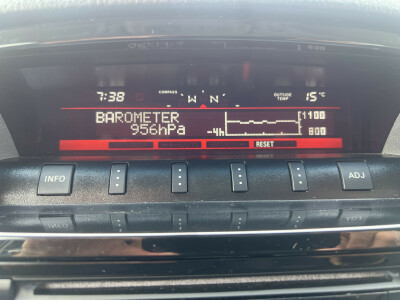 COMPASS
OUTSIDE
7:38 W N TEMP 15°C
BAROMETER
956hPa
-4h
1100
800
RESET
INFO
ADJ